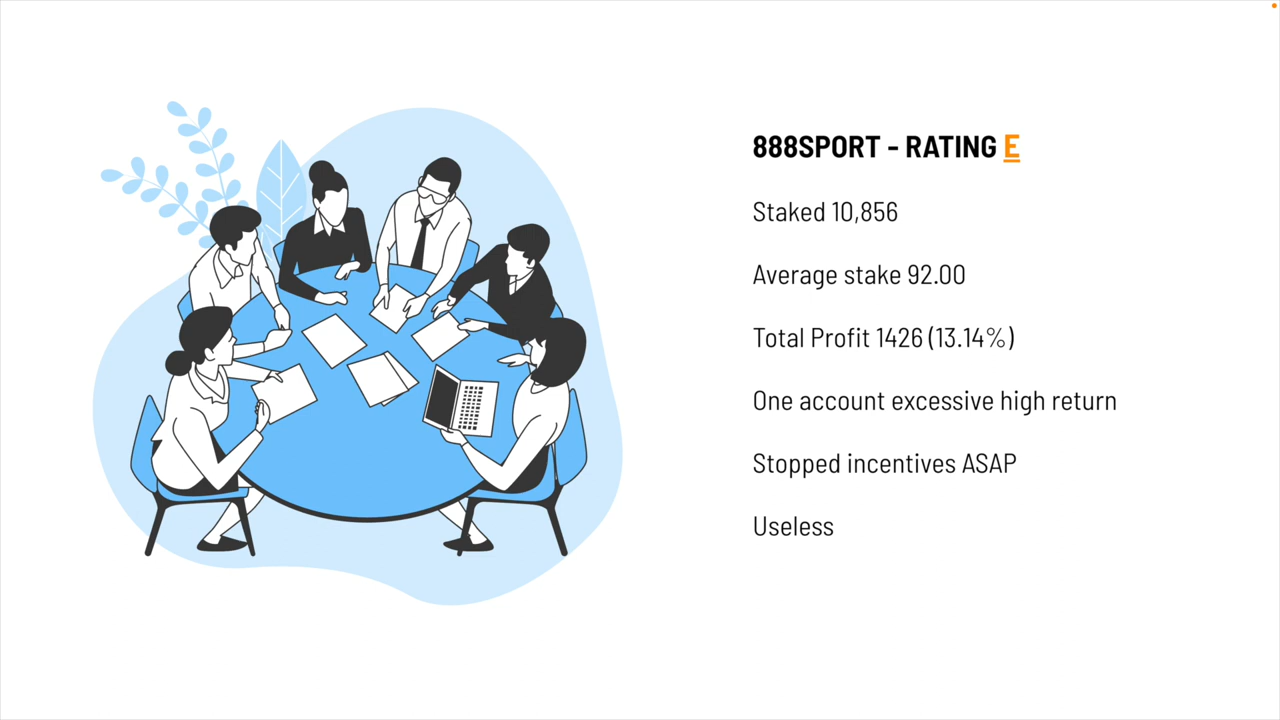 888SPORT - RATING E
Staked 10,856
Average stake 92.00
Total Profit 1426 (13.14%)
One account excessive high return
Stopped incentives ASAP
Useless